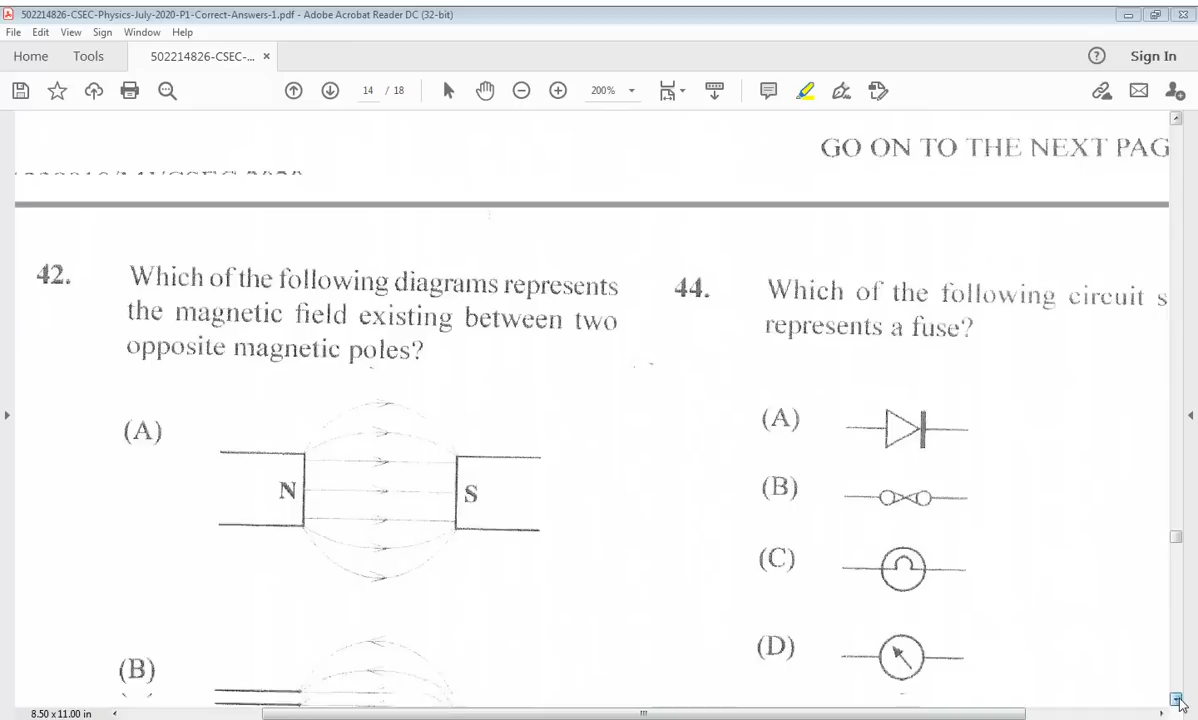 502214826-CSEC-Physics-July-2020-P1-Correct-Answers-1.pdf - Adobe Acrobat Reader DC (32-bit)
File Edit View Sign Window Help
Home Tools 502214826-CSEC-... ×
14 / 18 200%
? Sign In
GO ON TO THE NEXT PAG
42. Which of the following diagrams represents
the magnetic field existing between two
opposite magnetic poles?
(A)
N S
(B)
44. Which of the following circuit s
represents a fuse?
(A)
(B)
(C)
(D)
8.50 x 11.00 in